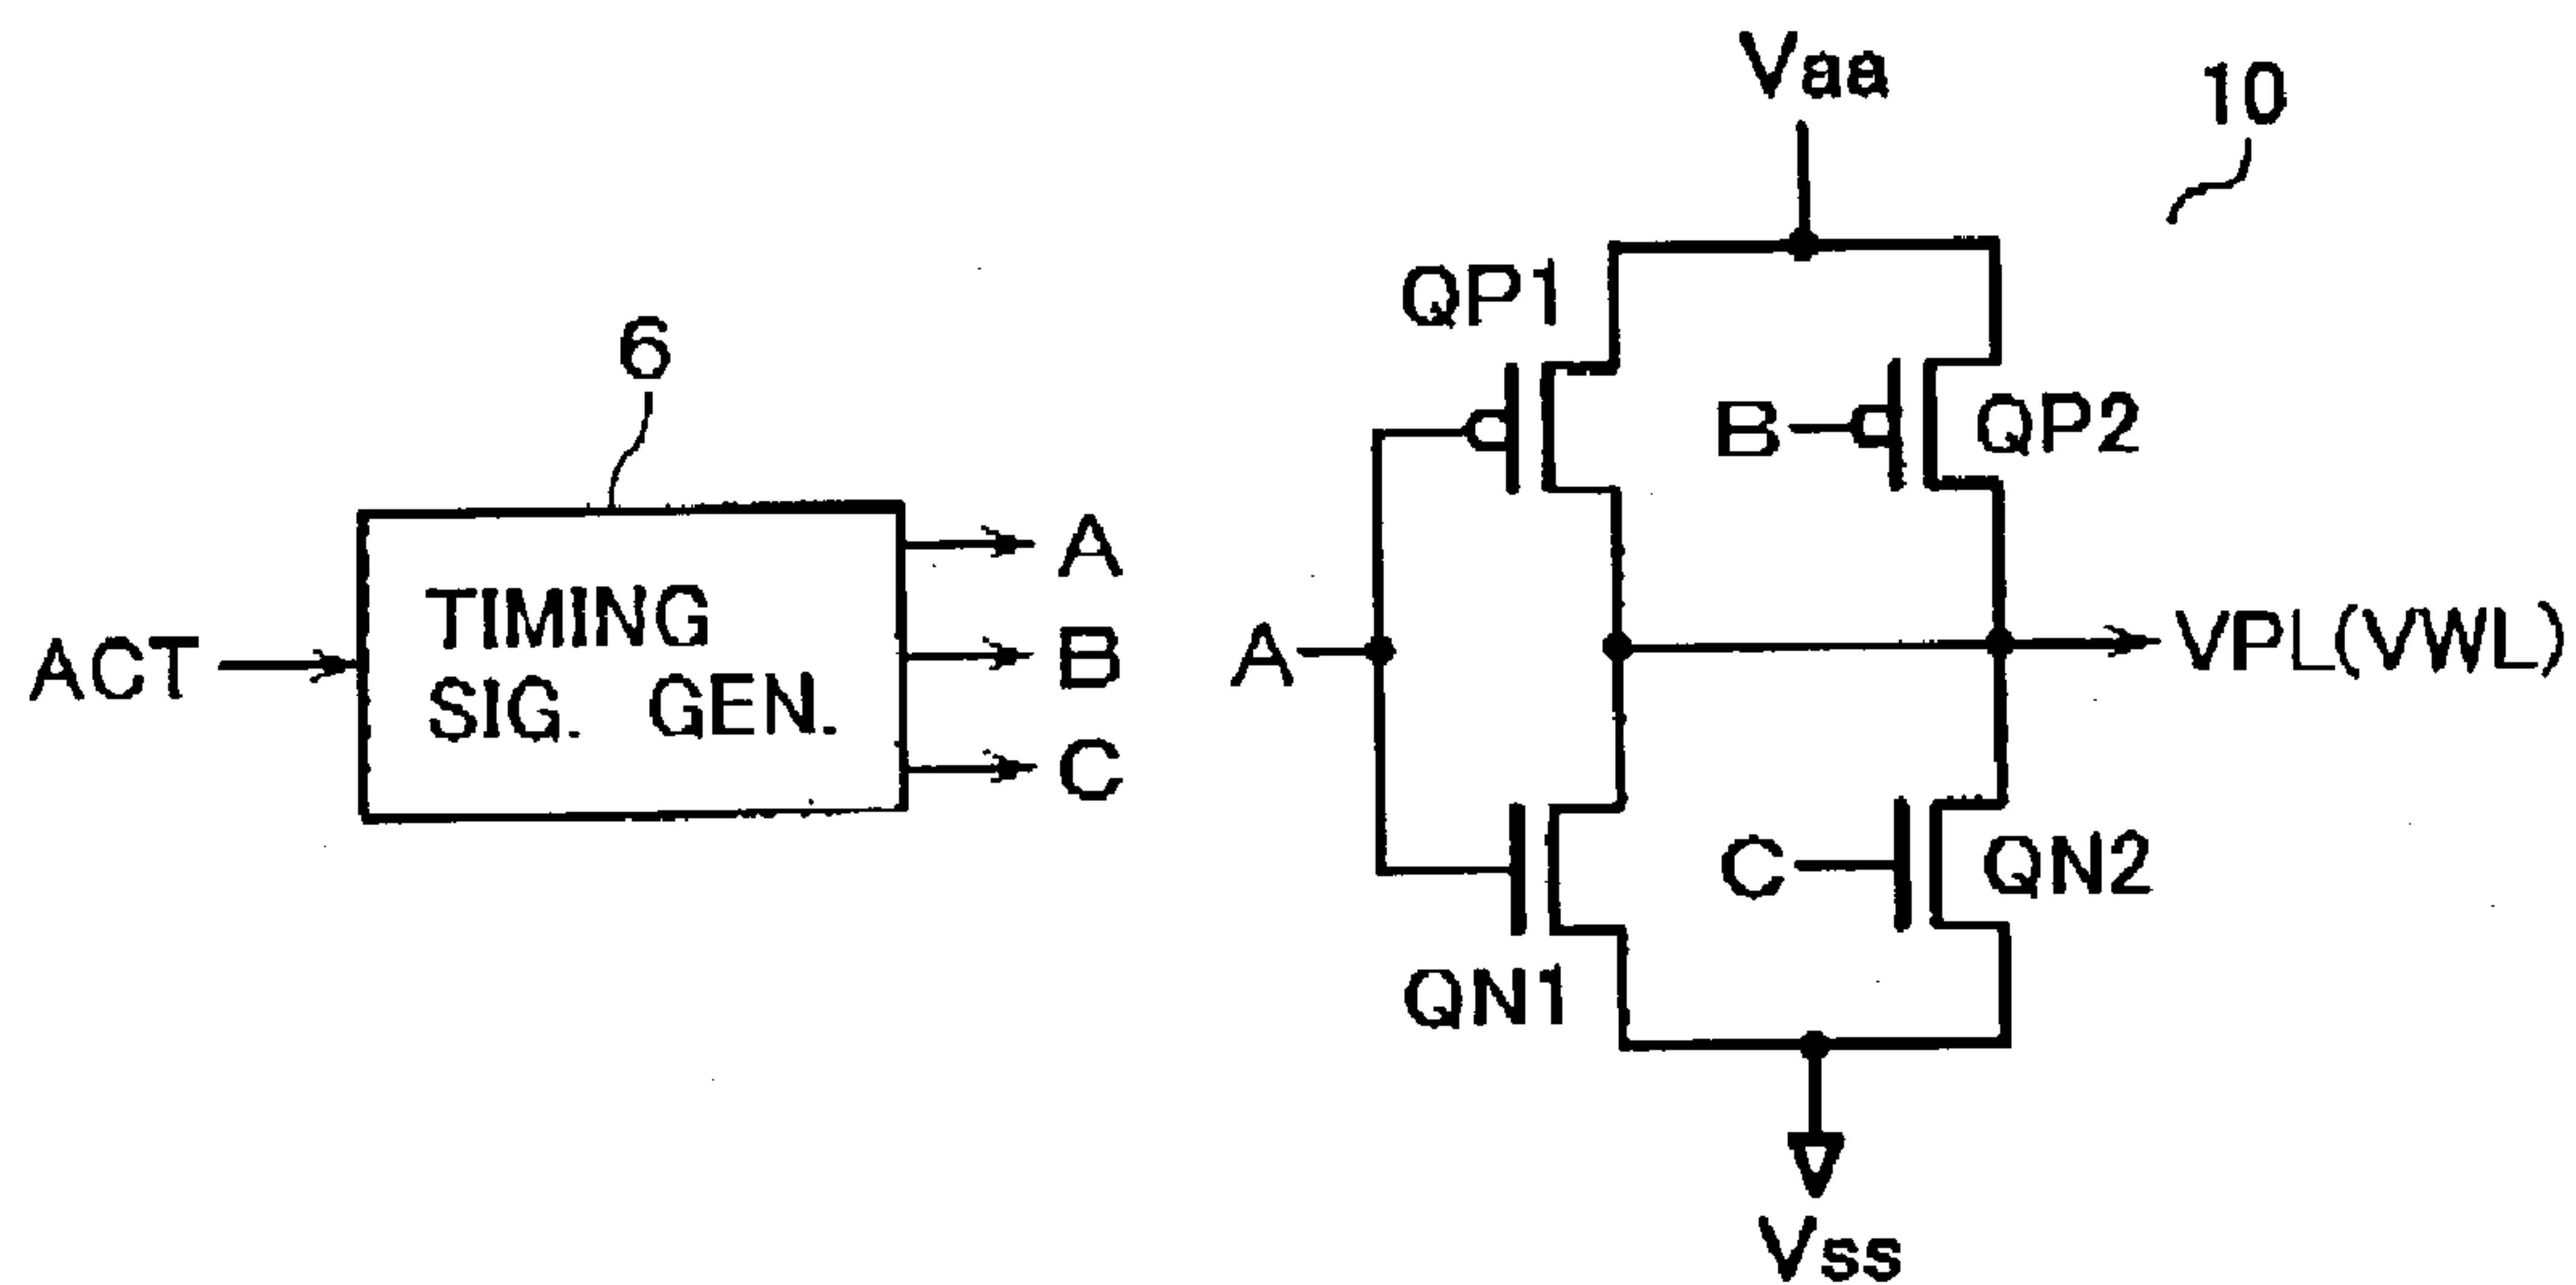 Vaa
10
QP1
6
B
QP2
A
TIMING
SIG. GEN.
B
C
ACT
A
VPL(VWL)
C
QN2
QN1
Vss